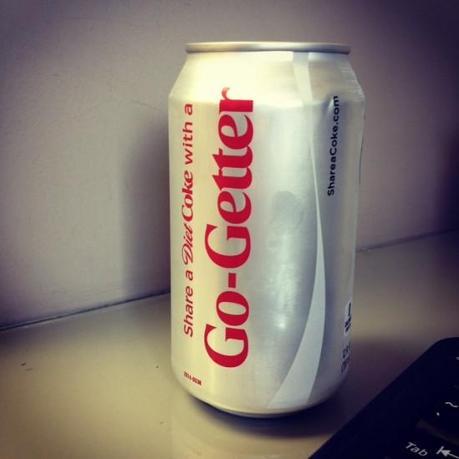 Share a Diet Coke with a
Go-Getter
ShareaCoke.com
Tab
~